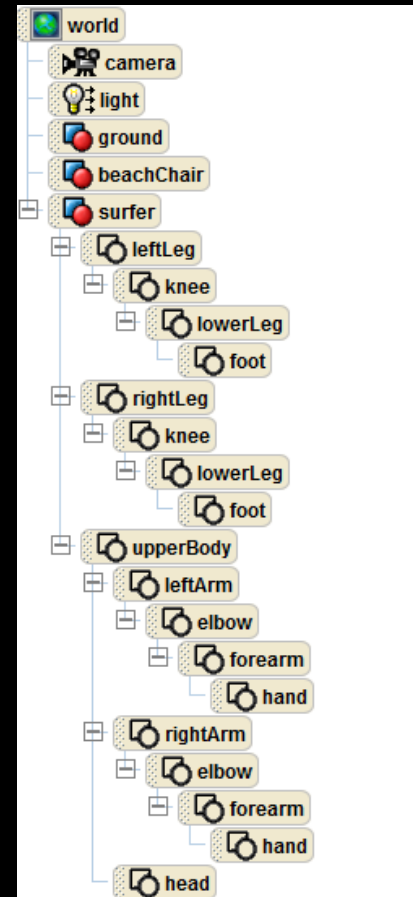 world
camera
light
ground
beachChair
surfer
leftLeg
knee
lowerLeg
foot
rightLeg
knee
lowerLeg
foot
upperBody
leftArm
elbow
forearm
hand
rightArm
elbow
forearm
hand
head